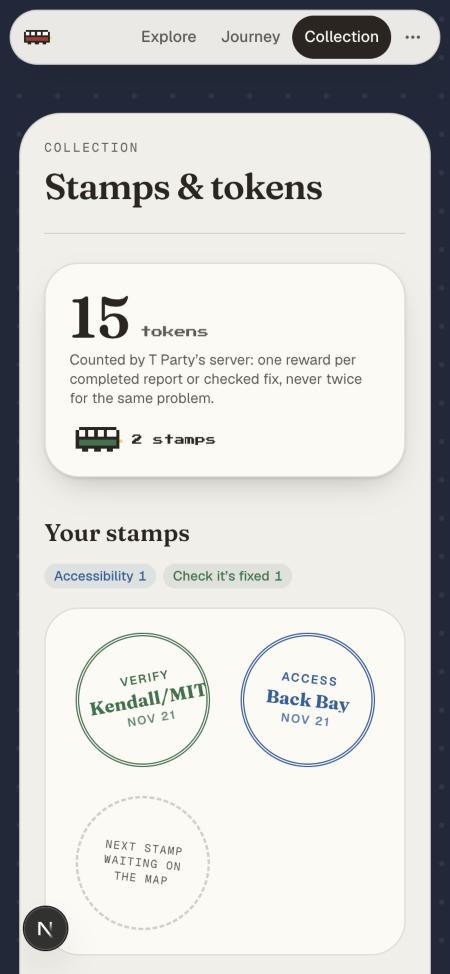 Explore Journey Collection
COLLECTION
Stamps & tokens
15 tokens
Counted by T Party's server: one reward per
completed report or checked fix, never twice
for the same problem.
2 stamps
Your stamps
Accessibility 1 Check it's fixed 1
VERIFY
Kendall/MIT
NOV 21
ACCESS
Back Bay
NOV 21
NEXT STAMP
WAITING ON
THE MAP
N